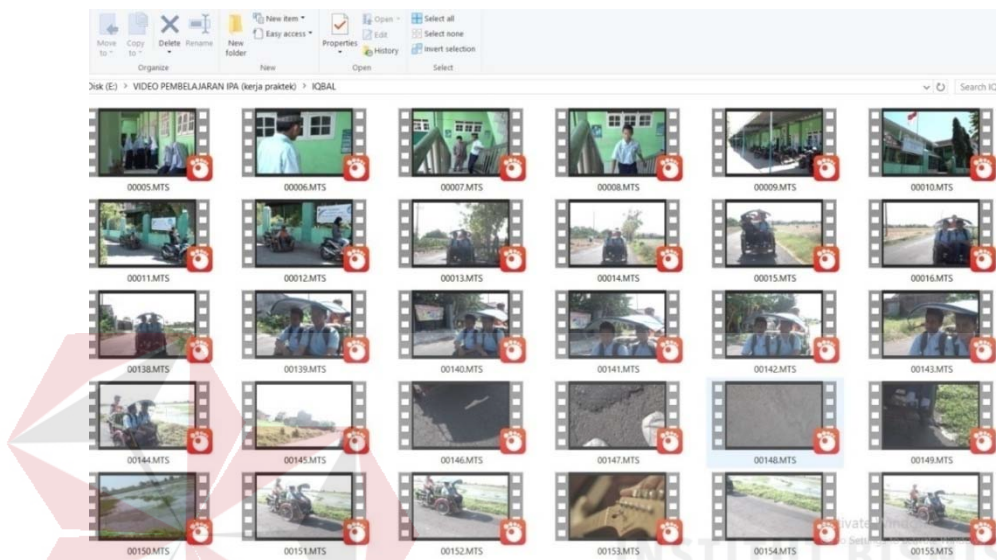 Move to
Copy to
Delete
Rename
New folder
New item
Easy access
Properties
Open
Edit
History
Select all
Select none
Invert selection
Organize
New
Open
Select
Disk (E:) > VIDEO PEMBELAJARAN IPA (kerja praktek) > IQBAL
Search IQ
00005.MTS 00006.MTS 00007.MTS 00008.MTS 00009.MTS 00010.MTS
00011.MTS 00012.MTS 00013.MTS 00014.MTS 00015.MTS 00016.MTS
00138.MTS 00139.MTS 00140.MTS 00141.MTS 00142.MTS 00143.MTS
00144.MTS 00145.MTS 00146.MTS 00147.MTS 00148.MTS 00149.MTS
00150.MTS 00151.MTS 00152.MTS 00153.MTS 00154.MTS 00155.MTS